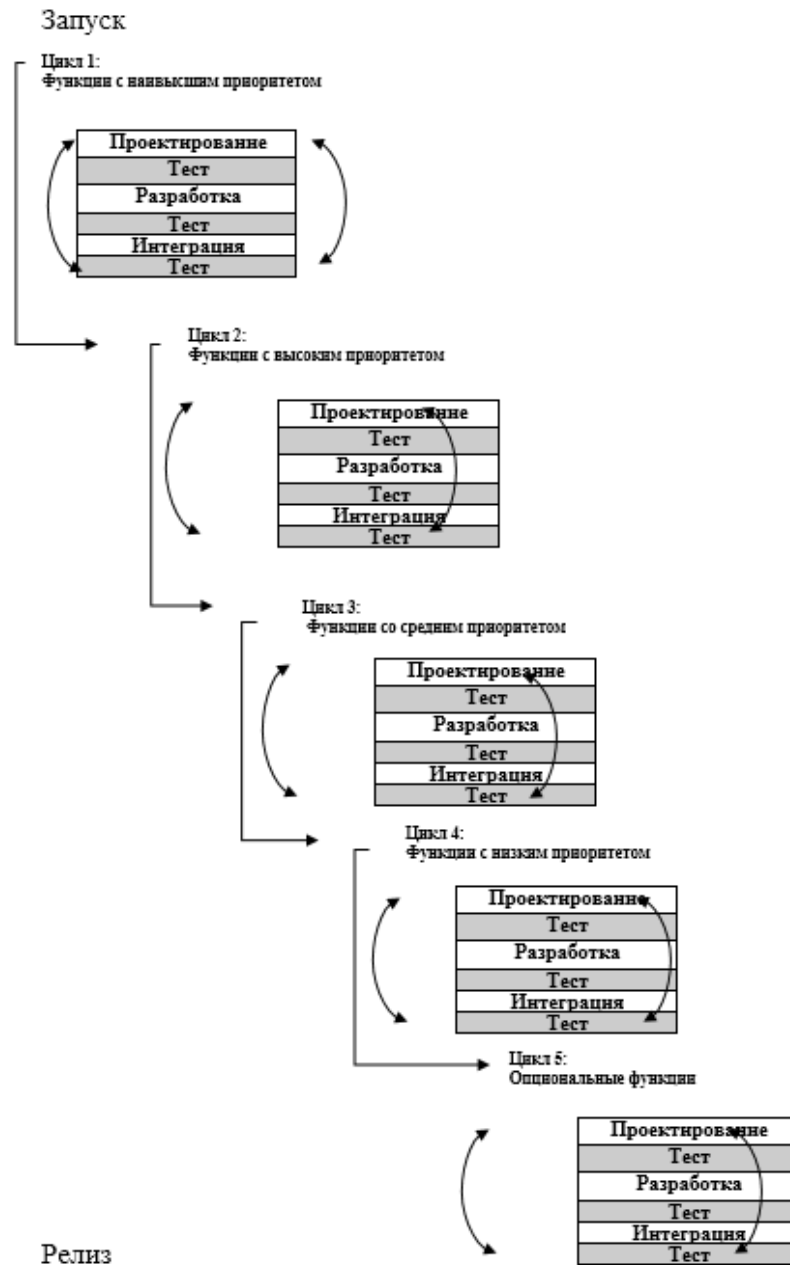 Запуск
Цикл 1:
Функции с наивысшим приоритетом
Проектирование
Тест
Разработка
Тест
Интеграция
Тест
Цикл 2:
Функции с высоким приоритетом
Проектирование
Тест
Разработка
Тест
Интеграция
Тест
Цикл 3:
Функции со средним приоритетом
Проектирование
Тест
Разработка
Тест
Интеграция
Тест
Цикл 4:
Функции с низким приоритетом
Проектирование
Тест
Разработка
Тест
Интеграция
Тест
Цикл 5:
Опциональные функции
Проектирование
Тест
Разработка
Тест
Интеграция
Тест
Релиз